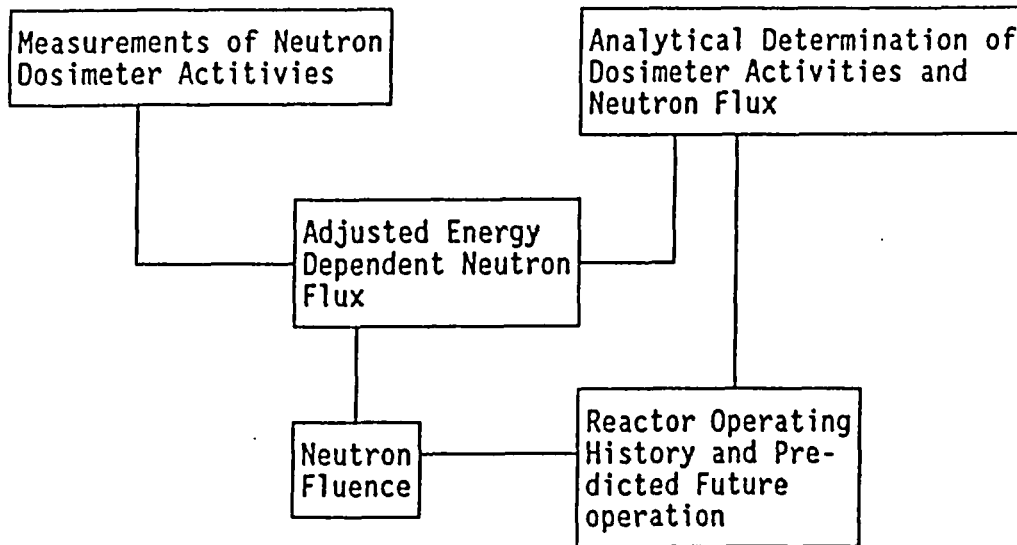 Measurements of Neutron
Dosimeter Actitivies
Analytical Determination of
Dosimeter Activities and
Neutron Flux
Adjusted Energy
Dependent Neutron
Flux
Neutron
Fluence
Reactor Operating
History and Pre-
dicted Future
operation